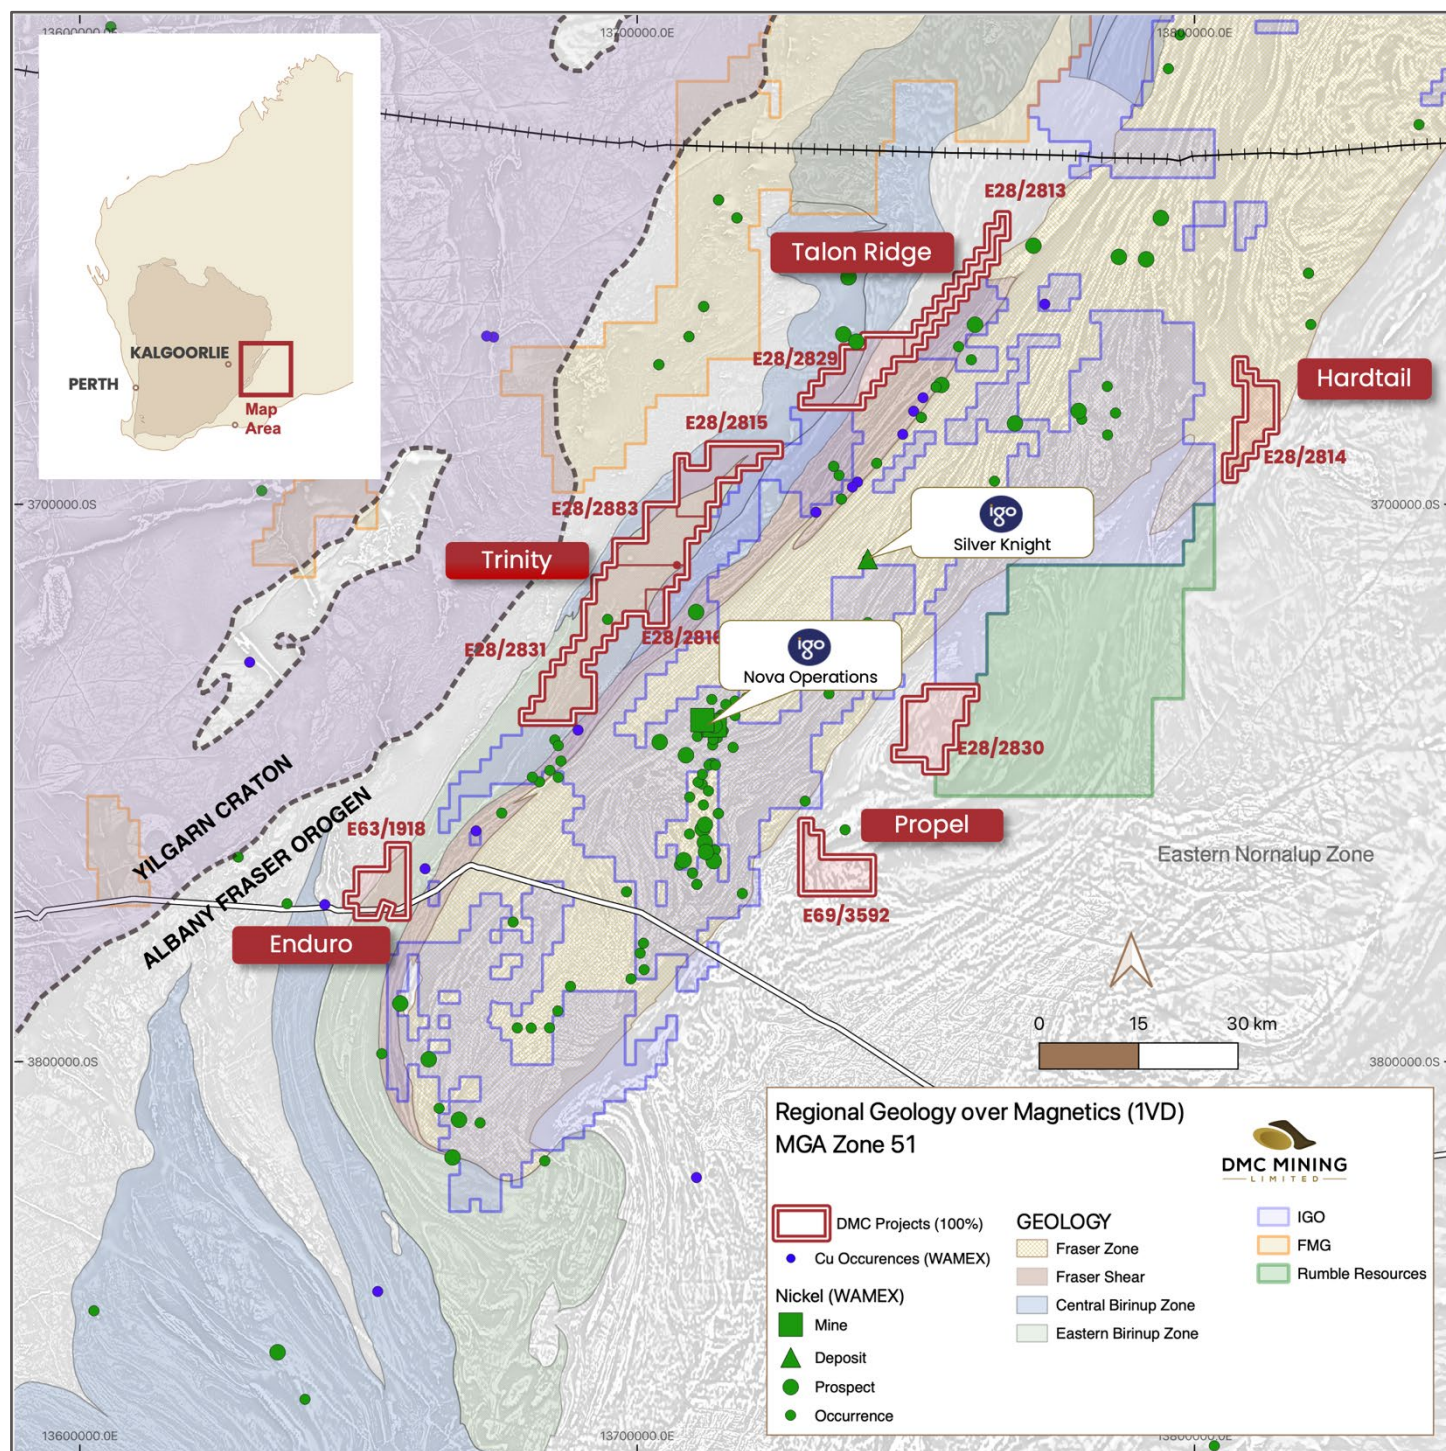 13600000.0E
13700000.0E
13800000.0E
E28/2813
Talon Ridge
KALGOORLIE
PERTH
Map
Area
E28/2829
Hardtail
E28/2815
E28/2814
E28/2883
3700000.0S
3700000.0S
igo
Silver Knight
Trinity
E28/2816
E28/2831
igo
Nova Operations
E28/2830
YILGARN CRATON
ALBANY FRASER OROGEN
E63/1918
Propel
Eastern Nornalup Zone
E69/3592
Enduro
0 15 30 km
3800000.0S
3800000.0S
Regional Geology over Magnetics (1VD)
MGA Zone 51
DMC MINING
LIMITED
DMC Projects (100%)
Cu Occurences (WAMEX)
Nickel (WAMEX)
Mine
Deposit
Prospect
Occurrence
GEOLOGY
Fraser Zone
Fraser Shear
Central Birinup Zone
Eastern Birinup Zone
IGO
FMG
Rumble Resources
13600000.0E
13700000.0E
13800000.0E